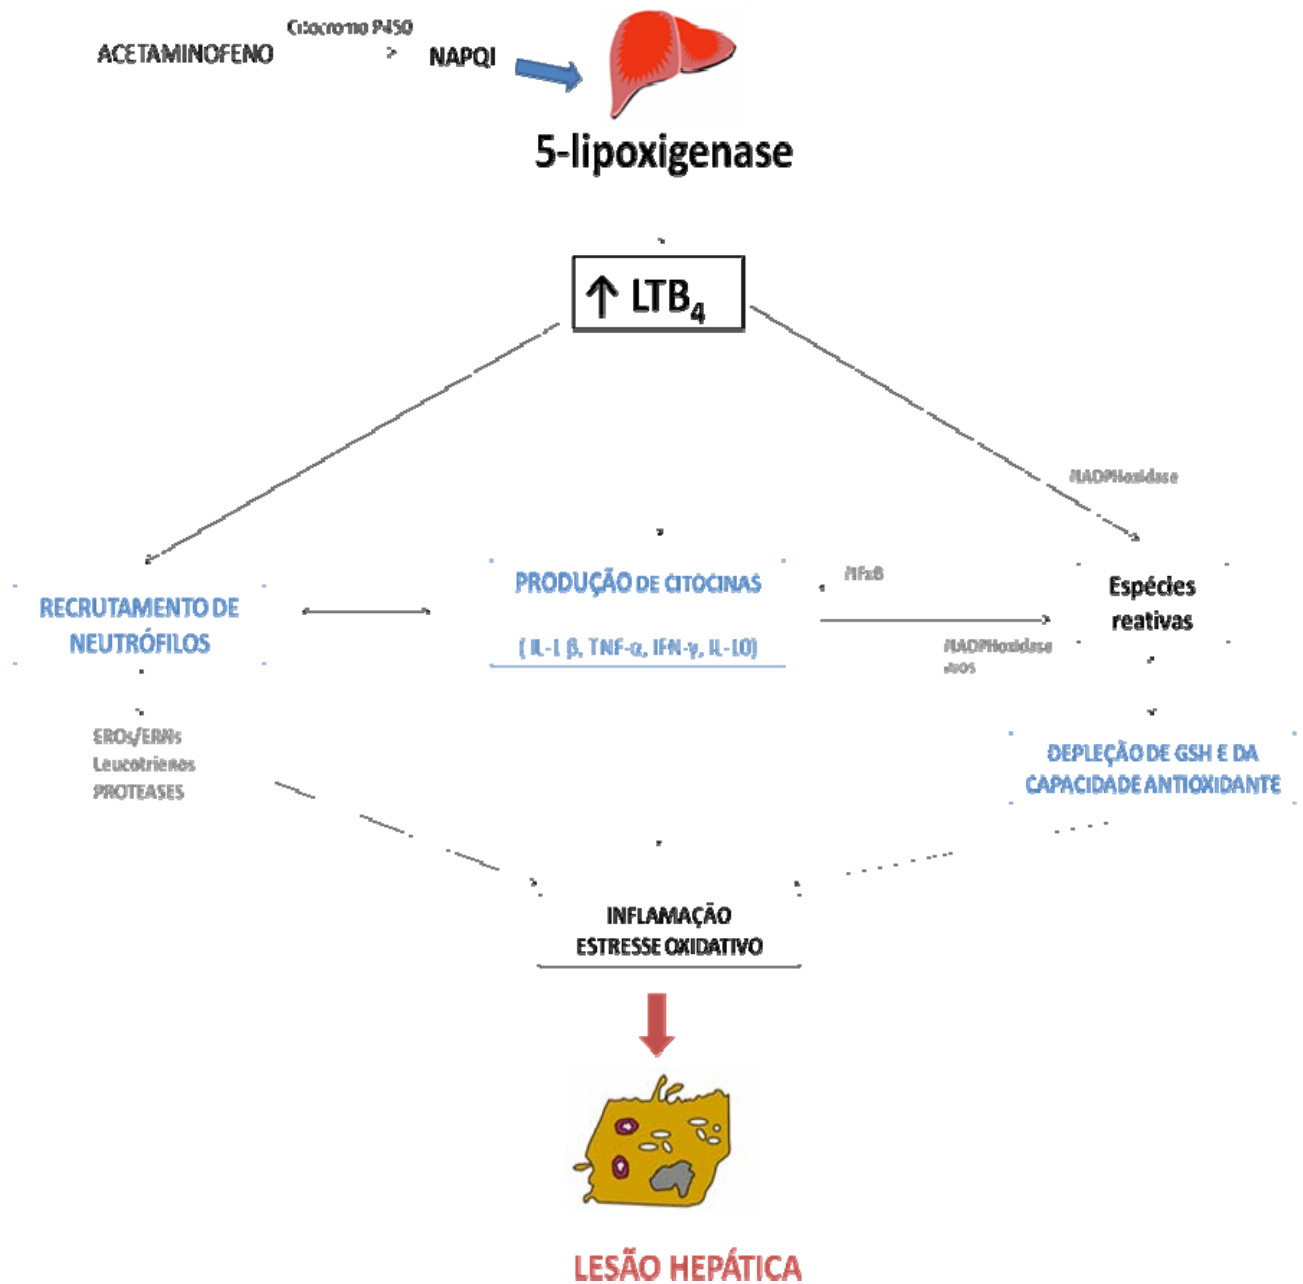 Citocromo P450
ACETAMINOFENO
NAPQI
5-lipoxigenase
↑ LTB4
NADPHoxidase
PRODUÇÃO DE CITOCINAS
NFκB
Espécies
reativas
RECRUTAMENTO DE
NEUTRÓFILOS
( IL-1 β, TNF-α, IFN-γ, IL-10)
NADPHoxidase
EROs/ERNs
Leucotrienos
PROTEASES
DEPLEÇÃO DE GSH E DA
CAPACIDADE ANTIOXIDANTE
INFLAMAÇÃO
ESTRESSE OXIDATIVO
LESÃO HEPÁTICA